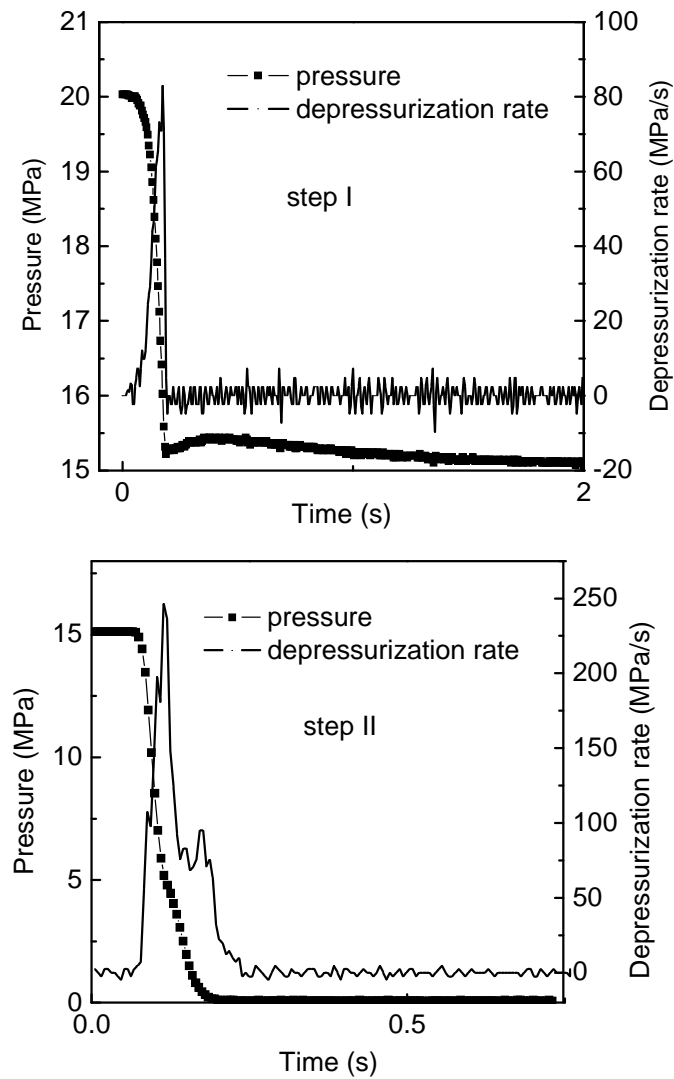 21
20
19
18
17
16
15
Pressure (MPa)
pressure
depressurization rate
step I
100
80
60
40
20
0
-20
Depressurization rate (MPa/s)
0
2
Time (s)
15
10
5
0
Pressure (MPa)
pressure
depressurization rate
step II
250
200
150
100
50
0
Depressurization rate (MPa/s)
0.0
0.5
Time (s)